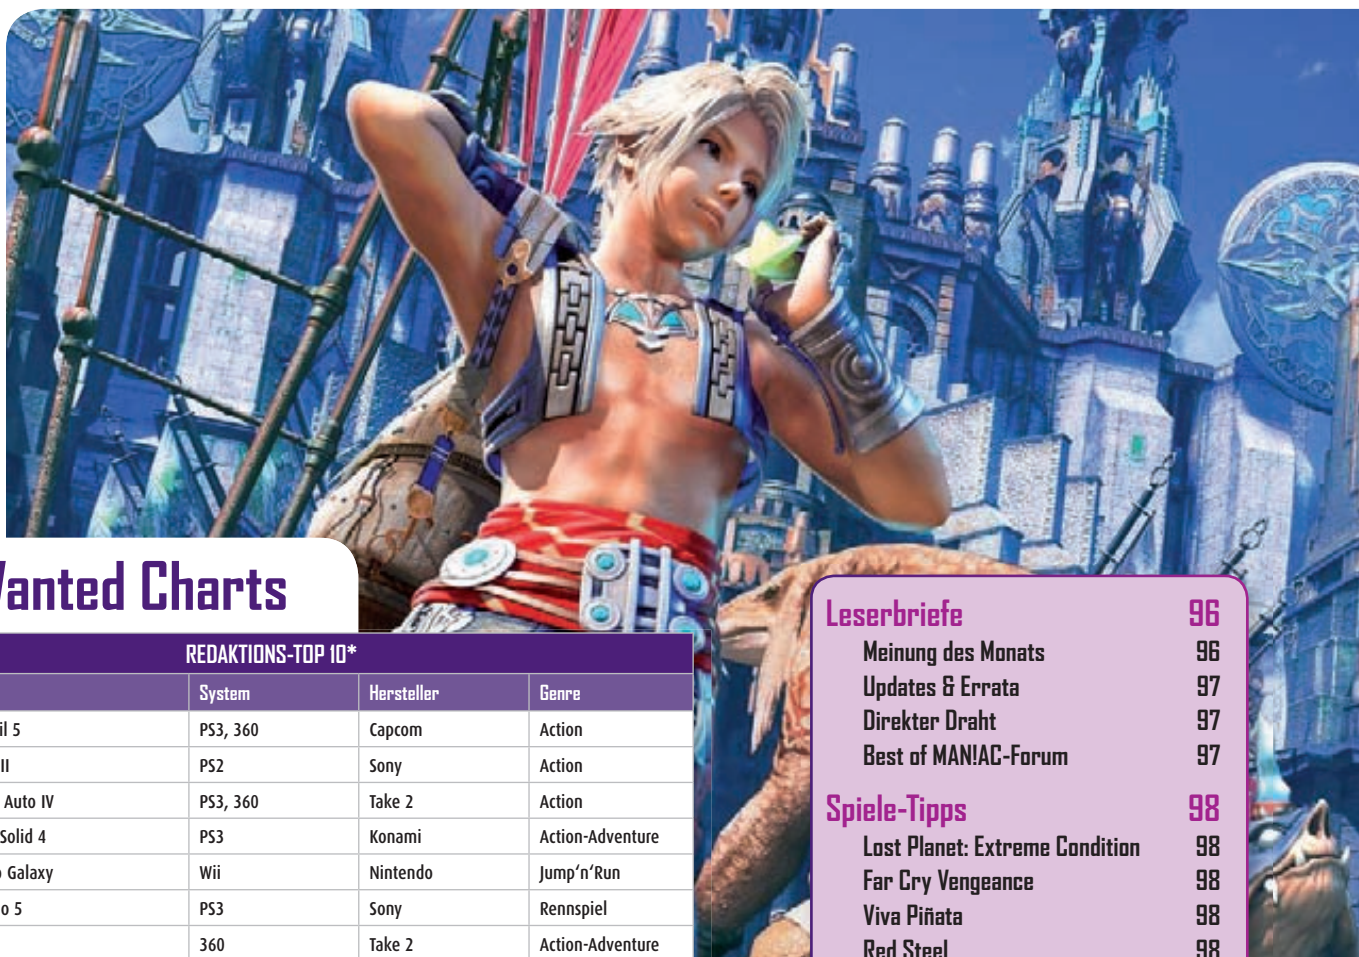 Wanted Charts
REDAKTIONS-TOP 10*
System Hersteller Genre
il 5 PS3, 360 Capcom Action
II PS2 Sony Action
Auto IV PS3, 360 Take 2 Action
Solid 4 PS3 Konami Action-Adventure
o Galaxy Wii Nintendo Jump‘n‘Run
o 5 PS3 Sony Rennspiel
360 Take 2 Action-Adventure
Leserbriefe 96
Meinung des Monats 96
Updates & Errata 97
Direkter Draht 97
Best of MAN!AC-Forum 97
Spiele-Tipps 98
Lost Planet: Extreme Condition 98
Far Cry Vengeance 98
Viva Piñata 98
Red Steel 98